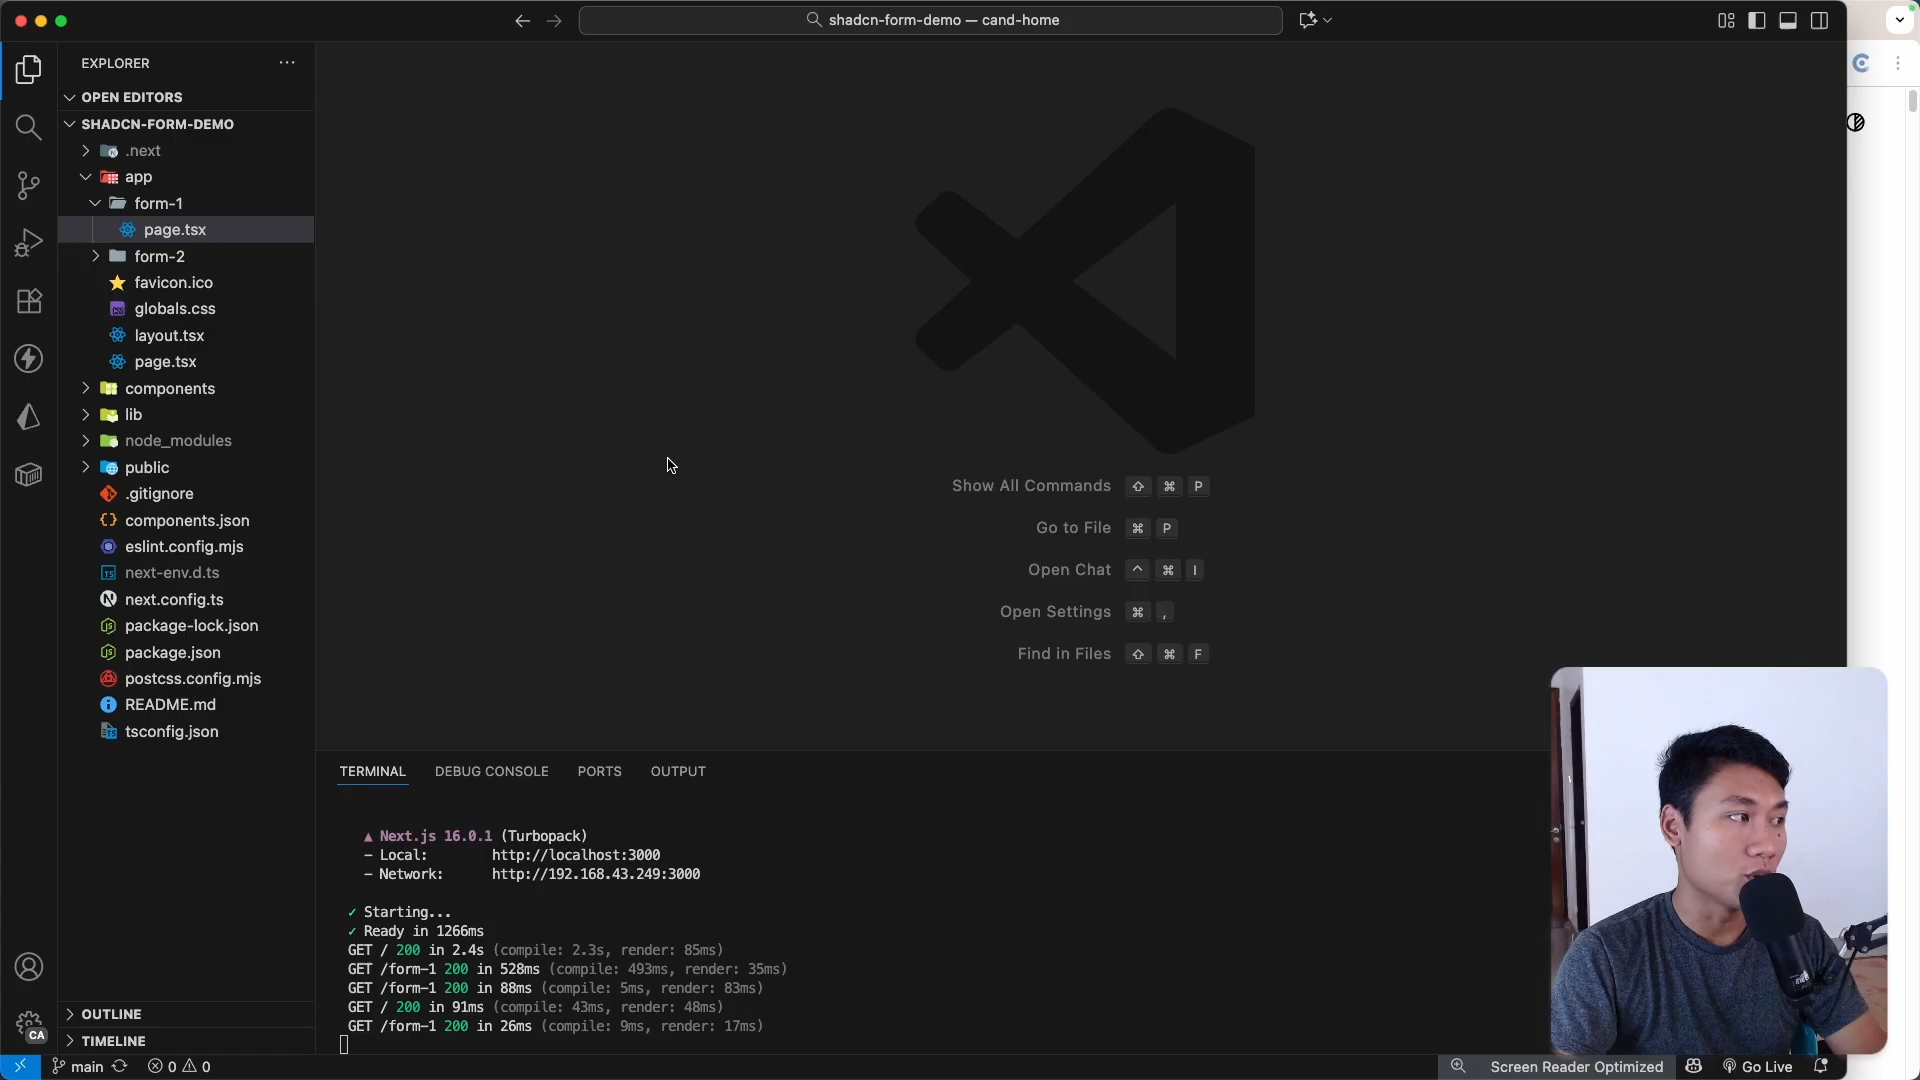 shadcn-form-demo — cand-home
EXPLORER
OPEN EDITORS
SHADCN-FORM-DEMO
.next
app
form-1
page.tsx
form-2
favicon.ico
globals.css
layout.tsx
page.tsx
components
lib
node_modules
public
.gitignore
components.json
eslint.config.mjs
next-env.d.ts
next.config.ts
package-lock.json
package.json
postcss.config.mjs
README.md
tsconfig.json
OUTLINE
TIMELINE
Show All Commands ⇧ ⌘ P
Go to File ⌘ P
Open Chat ^ ⌘ I
Open Settings ⌘ ,
Find in Files ⇧ ⌘ F
TERMINAL DEBUG CONSOLE PORTS OUTPUT
▲ Next.js 16.0.1 (Turbopack)
- Local: http://localhost:3000
- Network: http://192.168.43.249:3000
✓ Starting...
✓ Ready in 1266ms
GET / 200 in 2.4s (compile: 2.3s, render: 85ms)
GET /form-1 200 in 528ms (compile: 493ms, render: 35ms)
GET /form-1 200 in 88ms (compile: 5ms, render: 83ms)
GET / 200 in 91ms (compile: 43ms, render: 48ms)
GET /form-1 200 in 26ms (compile: 9ms, render: 17ms)
CA
main 0 0 Screen Reader Optimized Go Live